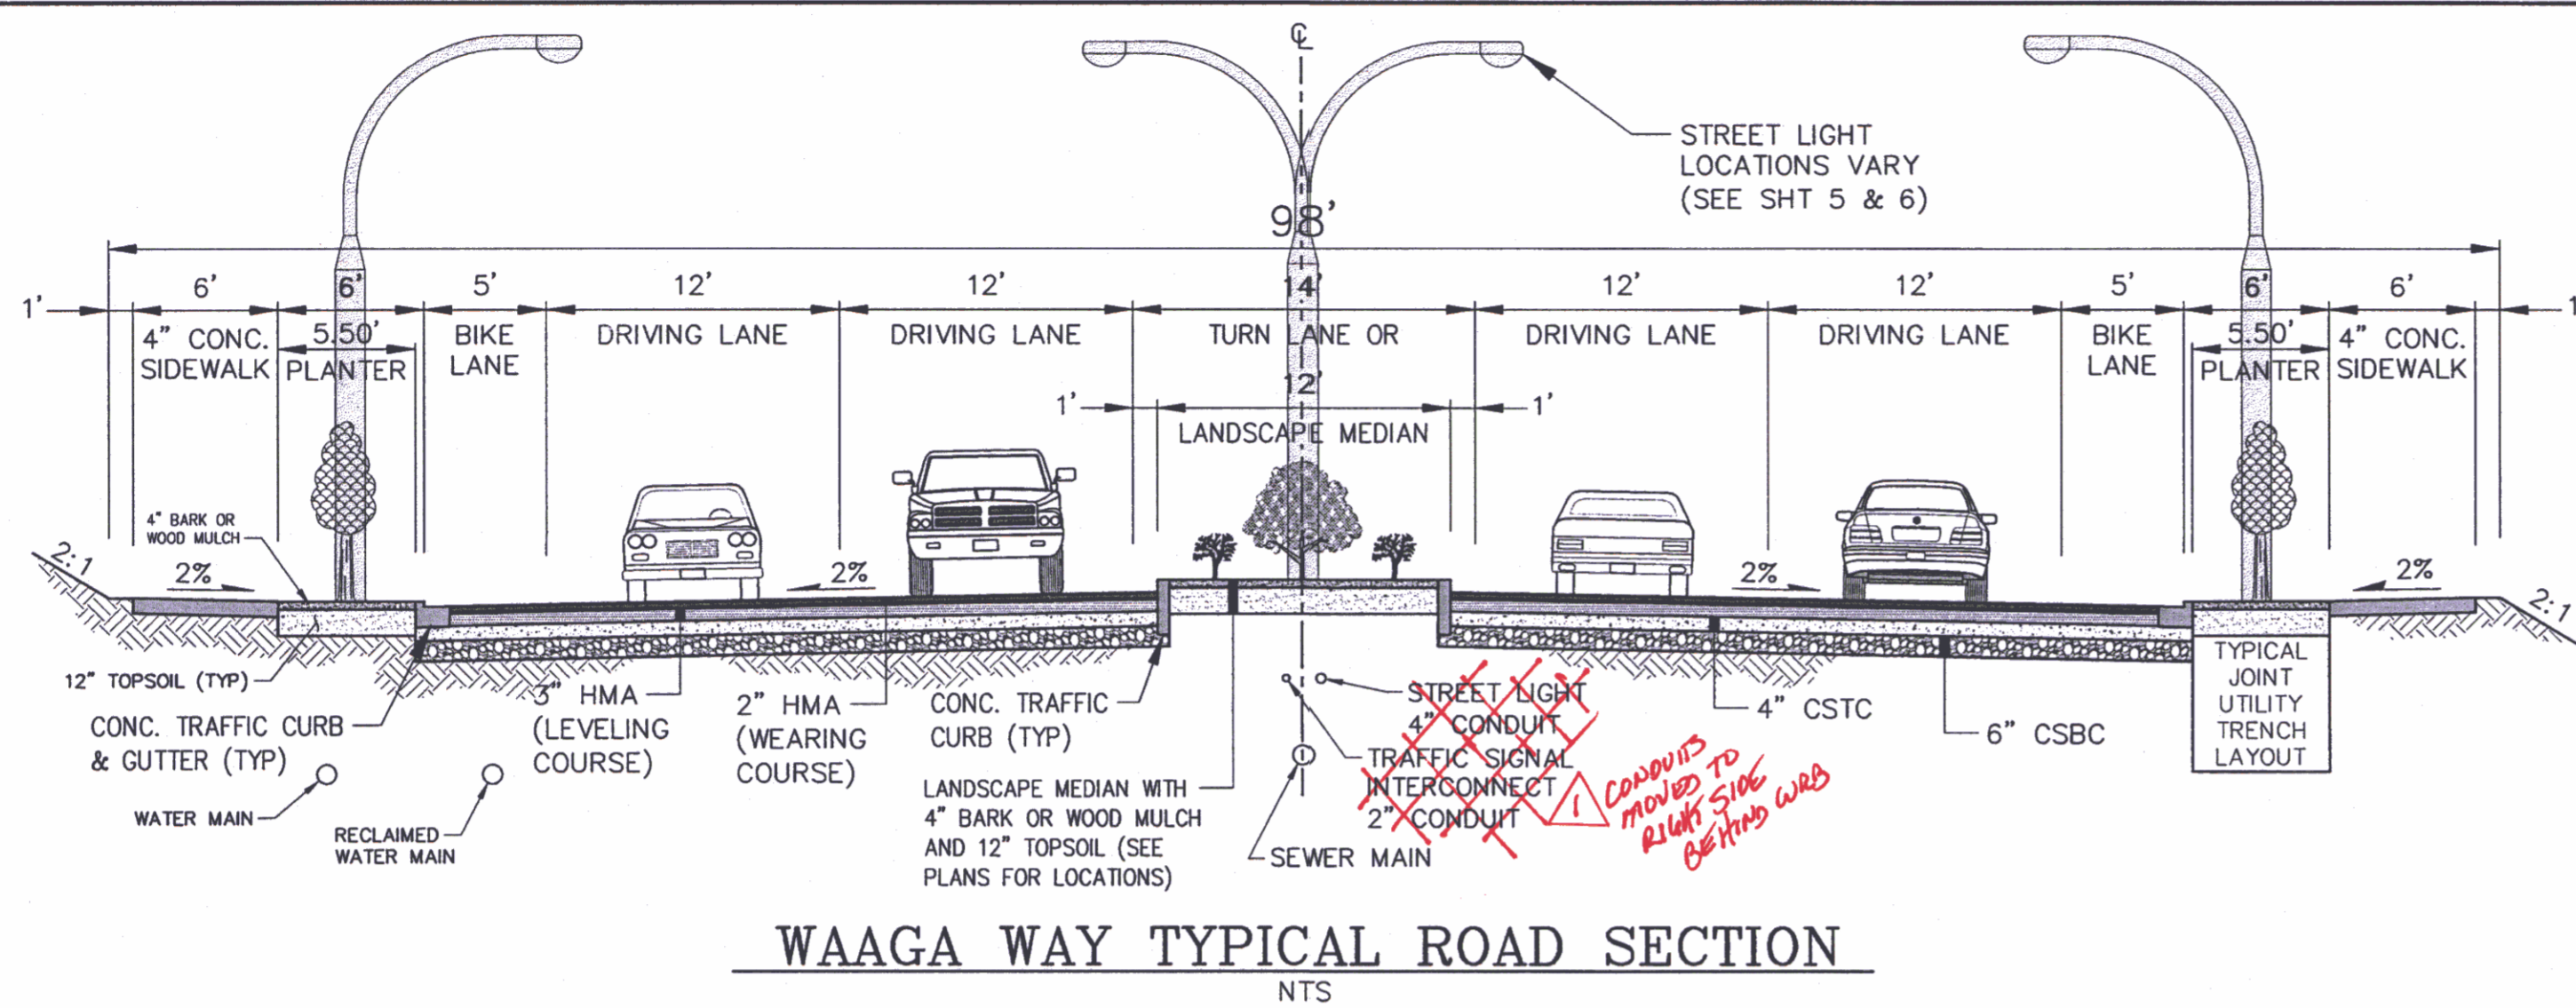 ℄
STREET LIGHT
LOCATIONS VARY
(SEE SHT 5 & 6)
98'
1' 6' 6' 5' 12' 12' 14' 12' 12' 5' 6' 6' 1'
4" CONC.
SIDEWALK
5.50'
PLANTER
BIKE
LANE
DRIVING LANE
DRIVING LANE
TURN LANE OR
1' 12' 1'
LANDSCAPE MEDIAN
DRIVING LANE
DRIVING LANE
BIKE
LANE
5.50'
PLANTER
4" CONC.
SIDEWALK
4" BARK OR
WOOD MULCH
2:1
2%
2%
2%
2%
2:1
12" TOPSOIL (TYP)
CONC. TRAFFIC CURB
& GUTTER (TYP)
WATER MAIN
RECLAIMED
WATER MAIN
3" HMA
(LEVELING
COURSE)
2" HMA
(WEARING
COURSE)
CONC. TRAFFIC
CURB (TYP)
LANDSCAPE MEDIAN WITH
4" BARK OR WOOD MULCH
AND 12" TOPSOIL (SEE
PLANS FOR LOCATIONS)
STREET LIGHT
4" CONDUIT
TRAFFIC SIGNAL
INTERCONNECT
2" CONDUIT
SEWER MAIN
1
CONDUITS
MOVED TO
RIGHT SIDE
BEHIND CURB
4" CSTC
6" CSBC
TYPICAL
JOINT
UTILITY
TRENCH
LAYOUT
WAAGA WAY TYPICAL ROAD SECTION
NTS